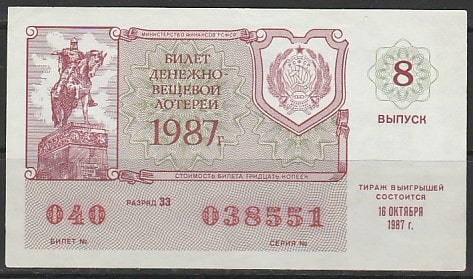 МИНИСТЕРСТВО ФИНАНСОВ РСФСР
БИЛЕТ
ДЕНЕЖНО-
ВЕЩЕВОЙ
ЛОТЕРЕИ
1987г.
СТОИМОСТЬ БИЛЕТА ТРИДЦАТЬ КОПЕЕК
8
ВЫПУСК
040 РАЗРЯД 33 038551
БИЛЕТ № СЕРИЯ №
ТИРАЖ ВЫИГРЫШЕЙ
СОСТОИТСЯ
16 ОКТЯБРЯ
1987 г.